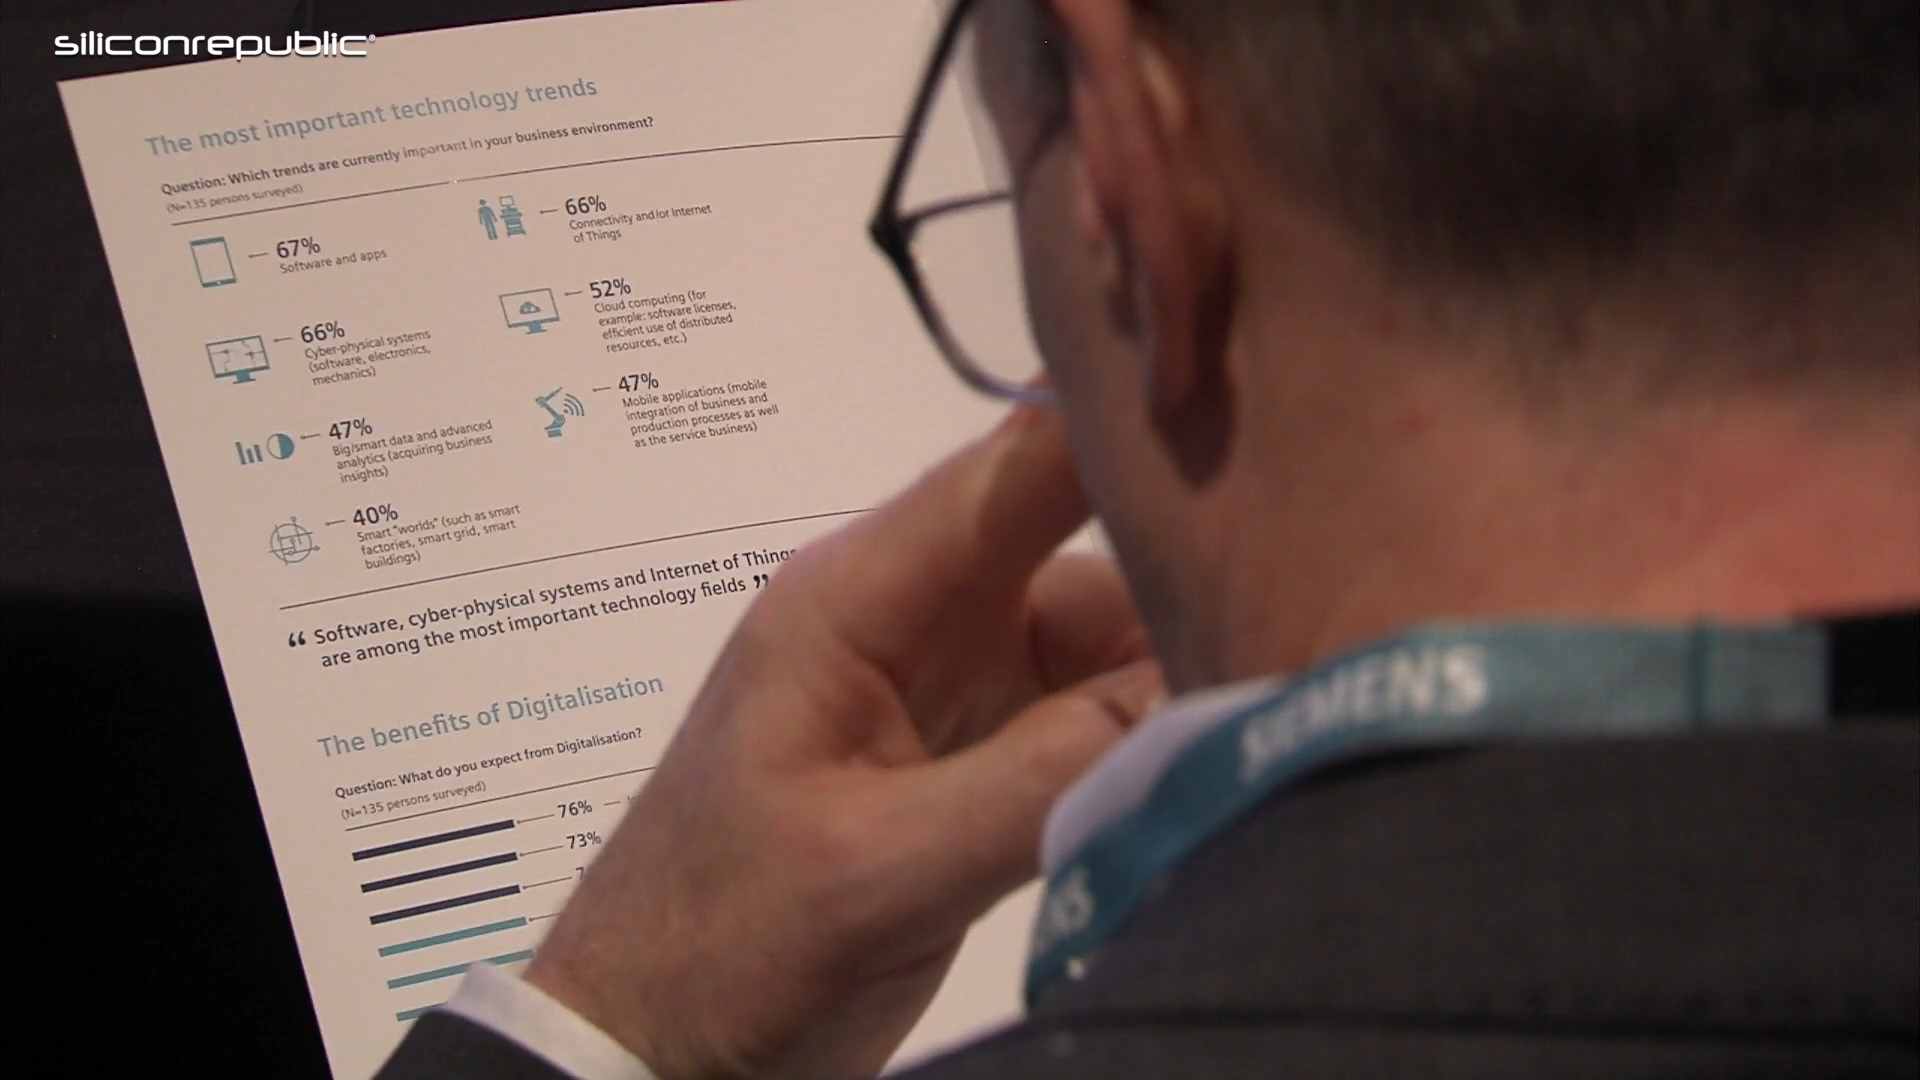 siliconrepublic
The most important technology trends
Question: Which trends are currently important in your business environment?
(N=135 persons surveyed)
67%
Software and apps
66%
Connectivity and/or Internet
of Things
66%
Cyber-physical systems
(software, electronics,
mechanics)
52%
Cloud computing (for
example: software licenses,
efficient use of distributed
resources, etc.)
47%
Big/smart data and advanced
analytics (acquiring business
insights)
47%
Mobile applications (mobile
integration of business and
production processes as well
as the service business)
40%
Smart "worlds" (such as smart
factories, smart grid, smart
buildings)
“ Software, cyber-physical systems and Internet of Things
are among the most important technology fields ”
The benefits of Digitalisation
Question: What do you expect from Digitalisation?
(N=135 persons surveyed)
76%
73%
SIEMENS